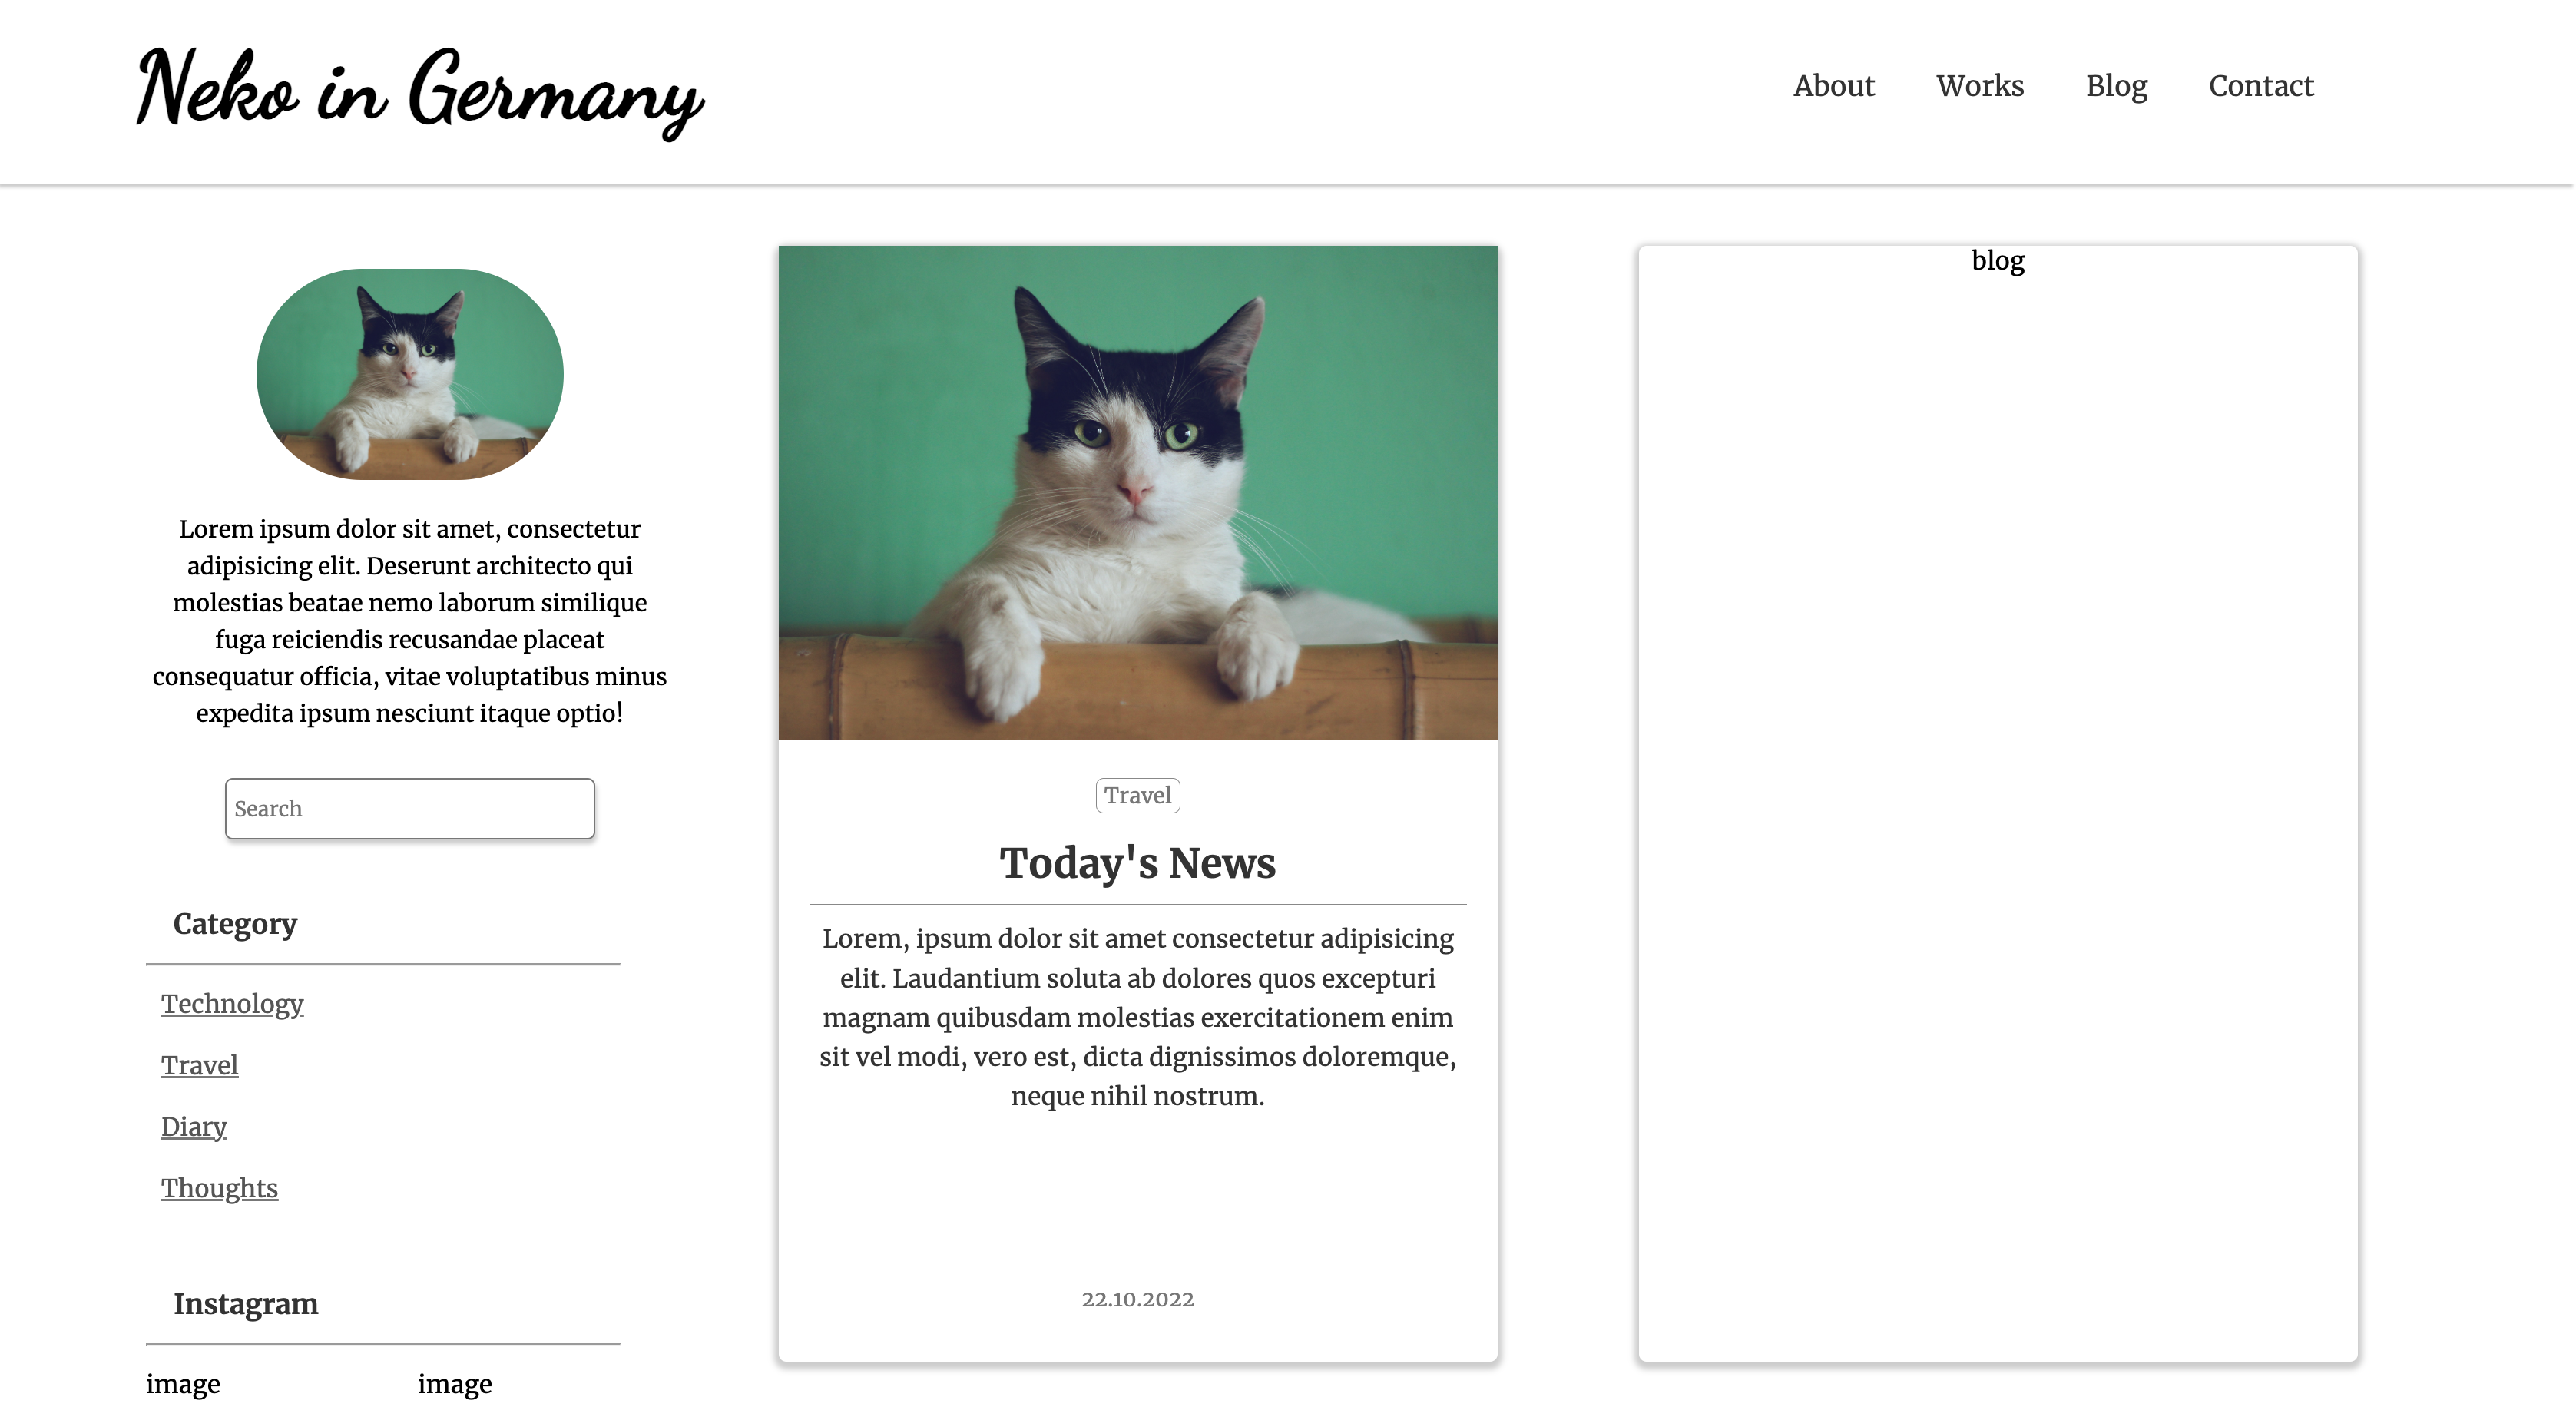 Neko in Germany
About Works Blog Contact
Lorem ipsum dolor sit amet, consectetur
adipisicing elit. Deserunt architecto qui
molestias beatae nemo laborum similique
fuga reiciendis recusandae placeat
consequatur officia, vitae voluptatibus minus
expedita ipsum nesciunt itaque optio!
Search
Category
Technology
Travel
Diary
Thoughts
Instagram
image image
Travel
Today's News
Lorem, ipsum dolor sit amet consectetur adipisicing
elit. Laudantium soluta ab dolores quos excepturi
magnam quibusdam molestias exercitationem enim
sit vel modi, vero est, dicta dignissimos doloremque,
neque nihil nostrum.
22.10.2022
blog